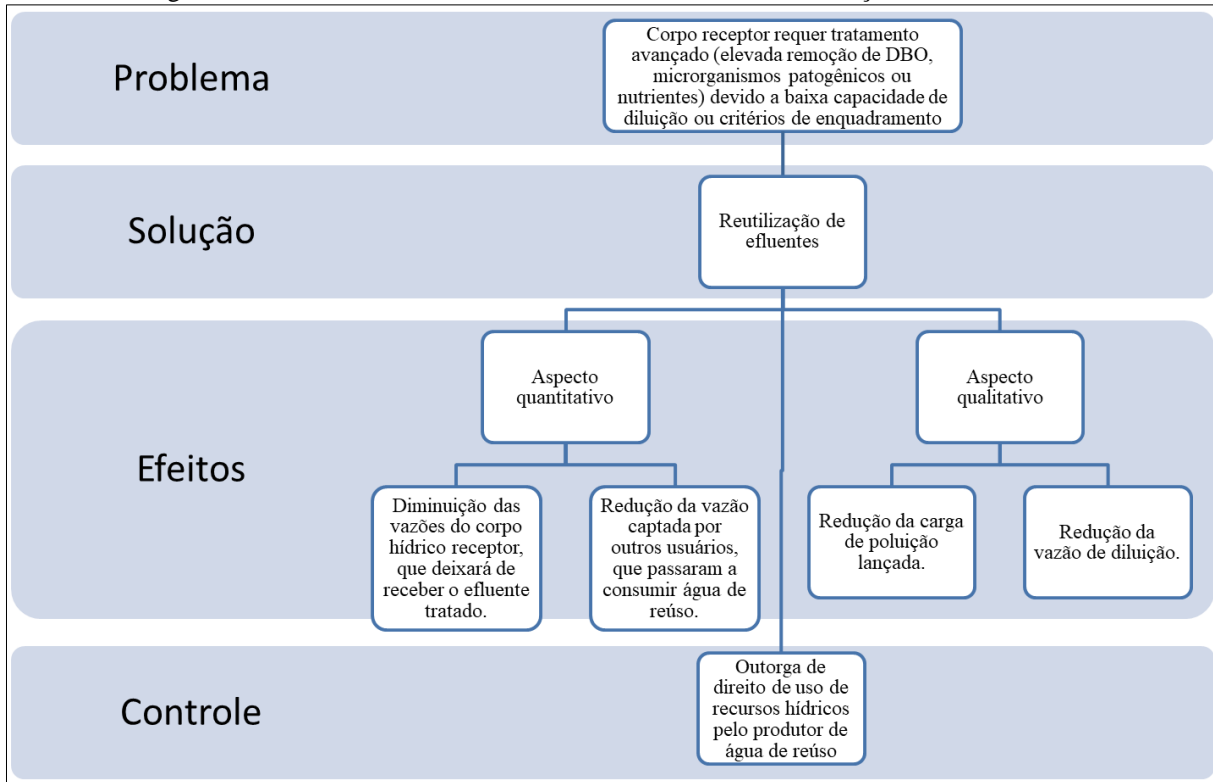 Problema
Corpo receptor requer tratamento
avançado (elevada remoção de DBO,
microrganismos patogênicos ou
nutrientes) devido a baixa capacidade de
diluição ou critérios de enquadramento
Solução
Reutilização de
efluentes
Efeitos
Aspecto
quantitativo
Aspecto
qualitativo
Diminuição das
vazões do corpo
hídrico receptor,
que deixará de
receber o efluente
tratado.
Redução da vazão
captada por
outros usuários,
que passaram a
consumir água de
reúso.
Redução da carga
de poluição
lançada.
Redução da
vazão de diluição.
Controle
Outorga de
direito de uso de
recursos hídricos
pelo produtor de
água de reúso